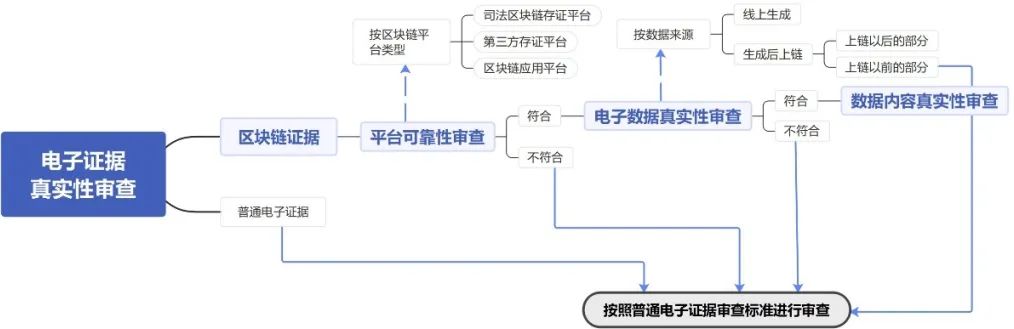 司法区块链存证平台
按区块链平
台类型
第三方存证平台
区块链应用平台
按数据来源
线上生成
生成后上链
上链以后的部分
上链以前的部分
电子证据
真实性审查
区块链证据
平台可靠性审查
符合
不符合
电子数据真实性审查
符合
不符合
数据内容真实性审查
普通电子证据
按照普通电子证据审查标准进行审查